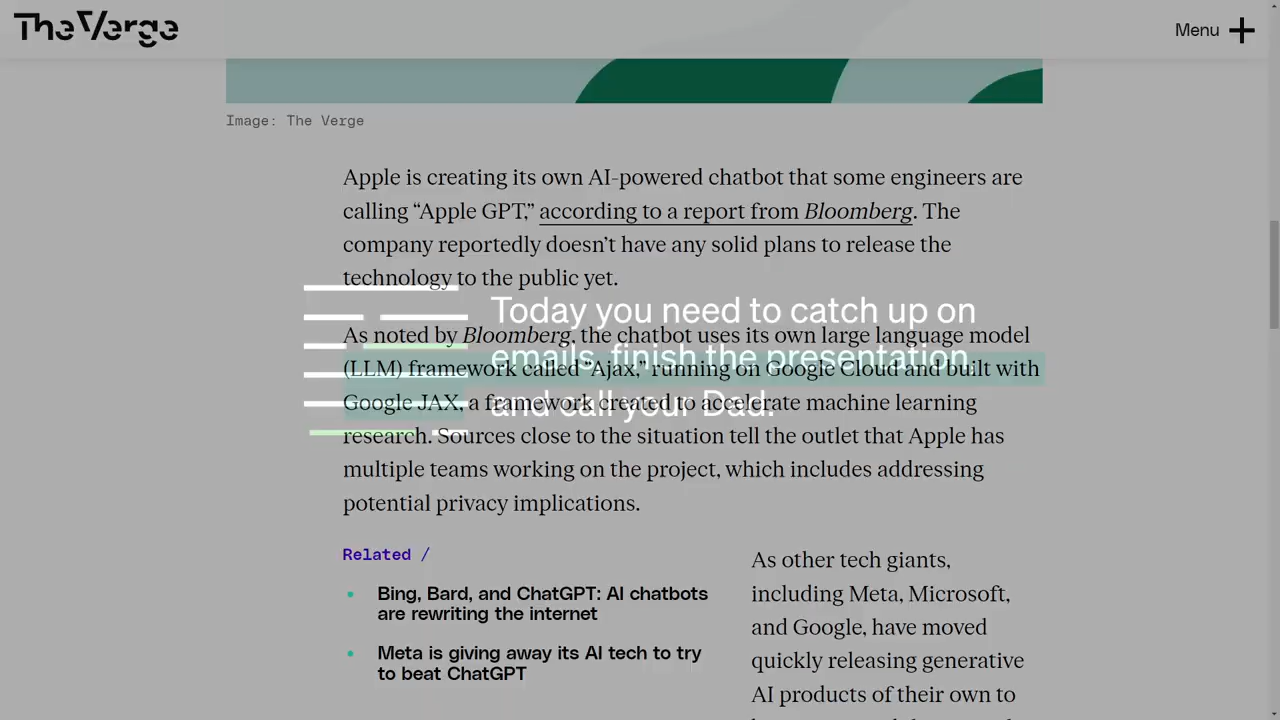 The Verge
Menu
Image: The Verge
Apple is creating its own AI-powered chatbot that some engineers are
calling “Apple GPT,” according to a report from Bloomberg. The
company reportedly doesn’t have any solid plans to release the
technology to the public yet.
Today you need to catch up on
emails, finish the presentation,
and call your Dad.
As noted by Bloomberg, the chatbot uses its own large language model
(LLM) framework called “Ajax,” running on Google Cloud and built with
Google JAX, a framework created to accelerate machine learning
research. Sources close to the situation tell the outlet that Apple has
multiple teams working on the project, which includes addressing
potential privacy implications.
Related /
Bing, Bard, and ChatGPT: AI chatbots
are rewriting the internet
Meta is giving away its AI tech to try
to beat ChatGPT
As other tech giants,
including Meta, Microsoft,
and Google, have moved
quickly releasing generative
AI products of their own to